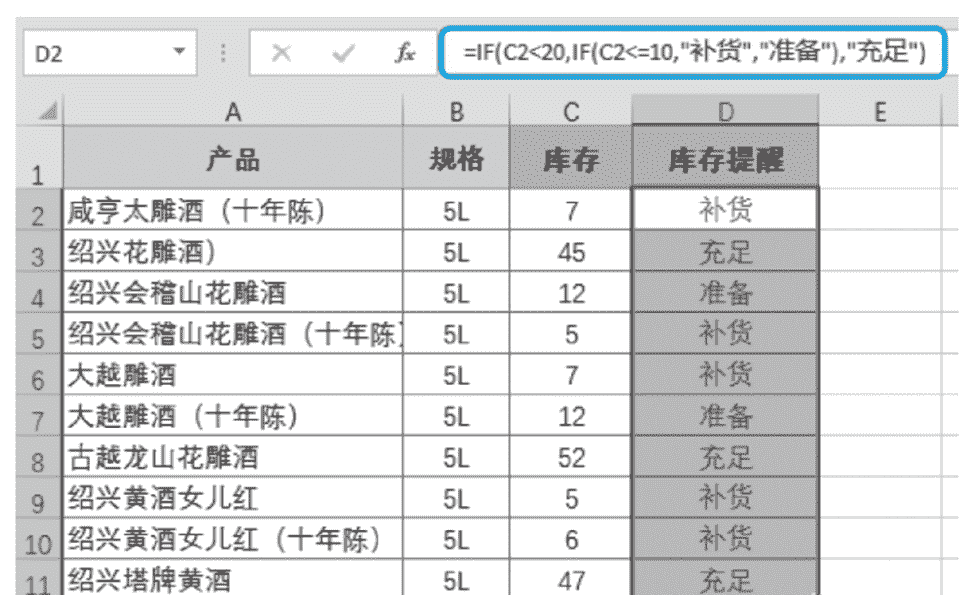 D2 fx =IF(C2<20,IF(C2<=10,"补货","准备"),"充足")
A B C D E
1 产品 规格 库存 库存提醒
2 咸亨太雕酒（十年陈） 5L 7 补货
3 绍兴花雕酒） 5L 45 充足
4 绍兴会稽山花雕酒 5L 12 准备
5 绍兴会稽山花雕酒（十年陈） 5L 5 补货
6 大越雕酒 5L 7 补货
7 大越雕酒（十年陈） 5L 12 准备
8 古越龙山花雕酒 5L 52 充足
9 绍兴黄酒女儿红 5L 5 补货
10 绍兴黄酒女儿红（十年陈） 5L 6 补货
11 绍兴塔牌黄酒 5L 47 充足